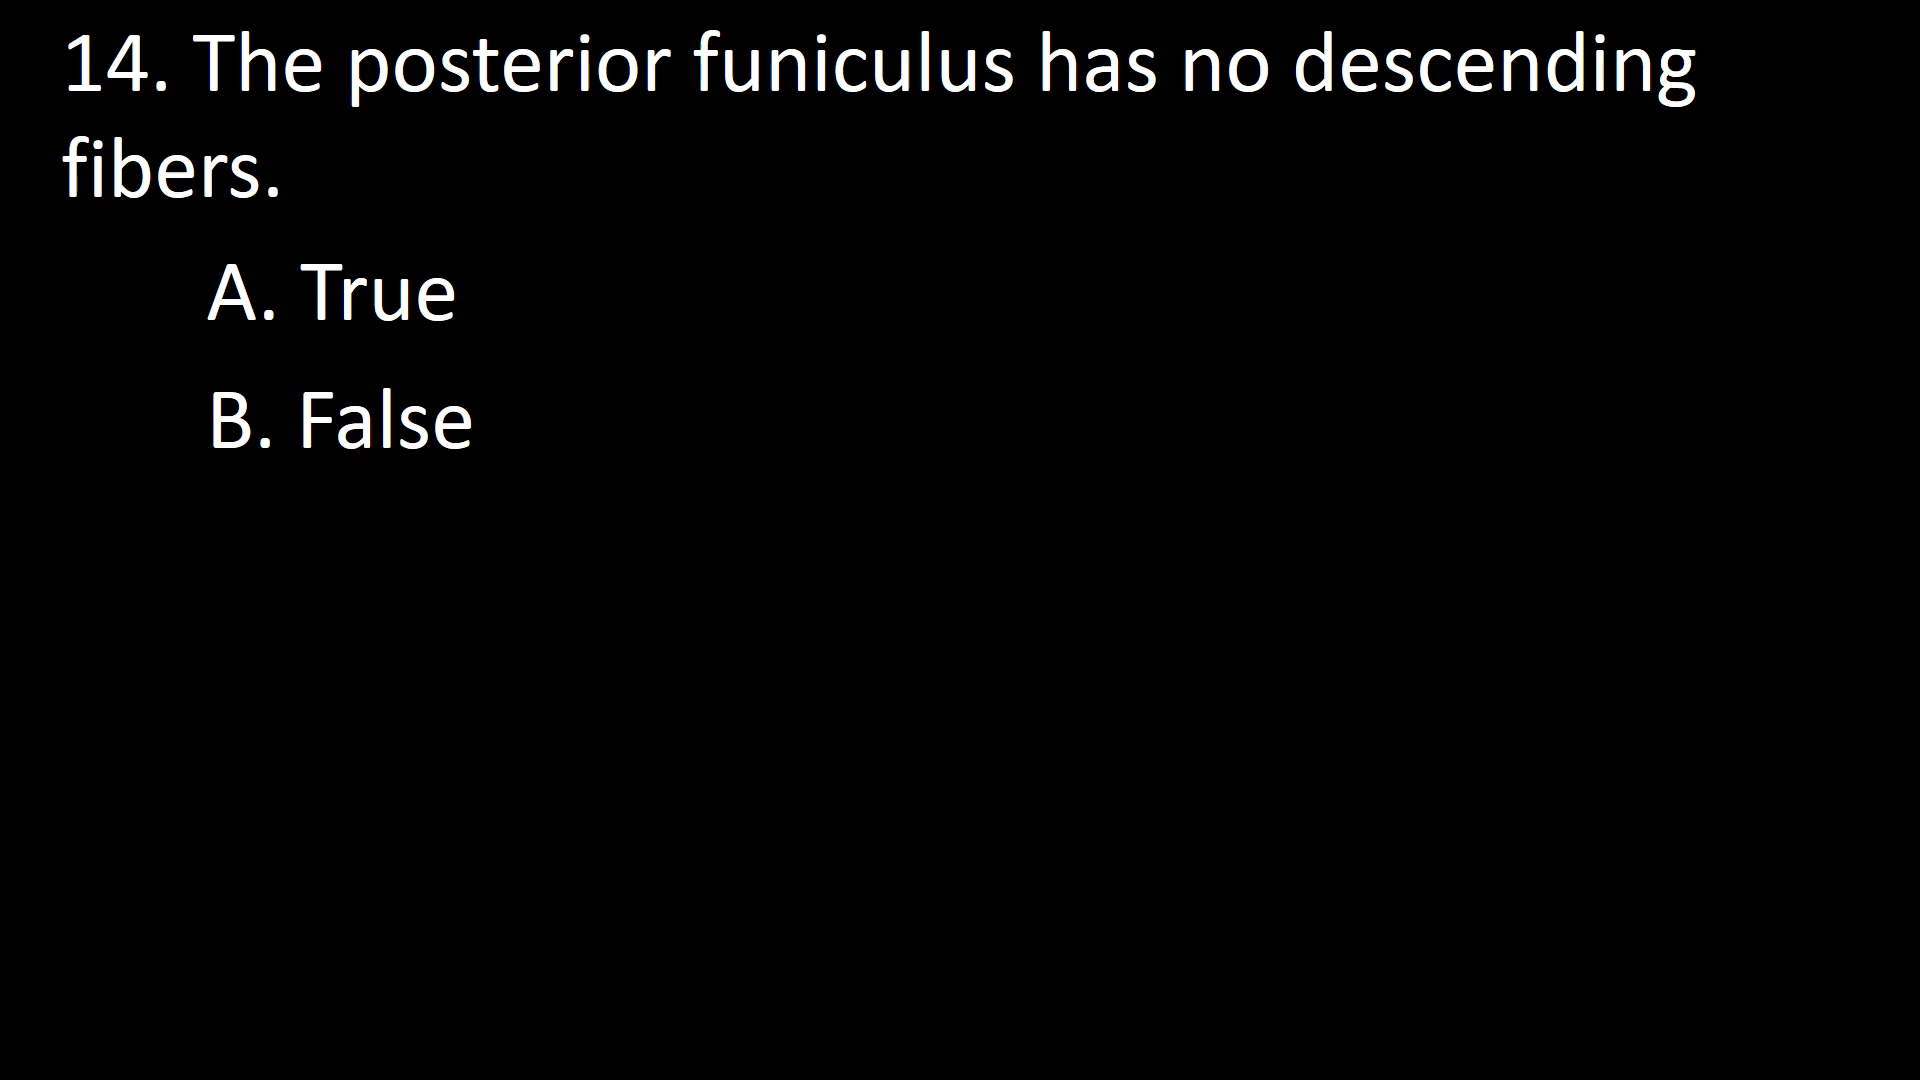 14. The posterior funiculus has no descending
fibers.
A. True
B. False